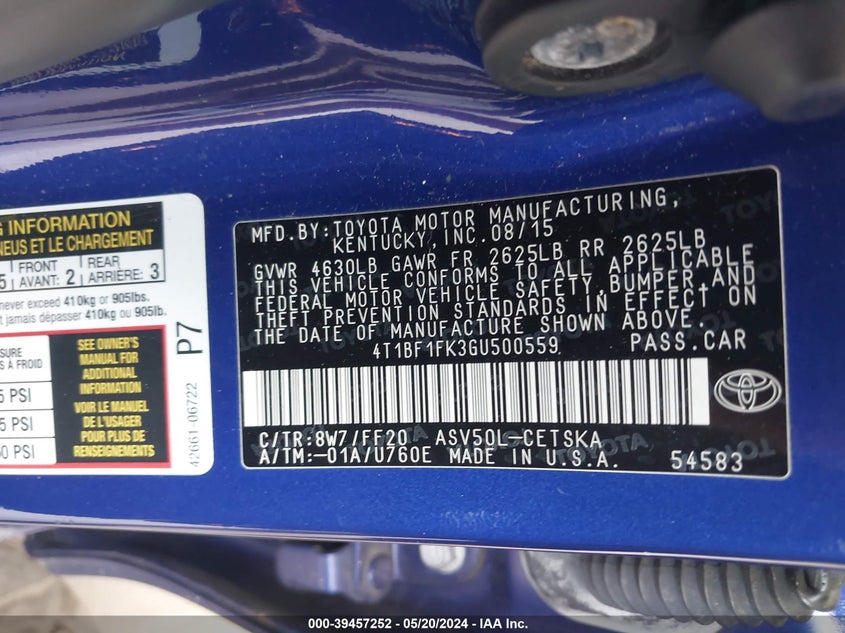 G INFORMATION
NEUS ET LE CHARGEMENT
5 FRONT AVANT: 2 REAR ARRIÈRE: 3
never exceed 410kg or 905lbs.
t jamais dépasser 410kg ou 905lb.
SURE
S À FROID
5 PSI
5 PSI
0 PSI
SEE OWNER'S
MANUAL FOR
ADDITIONAL
INFORMATION
VOIR LE MANUEL
DE L'USAGER
POUR PLUS DE
RENSEIGNEMENTS
P7
42661-06722
MFD.BY:TOYOTA MOTOR MANUFACTURING,
KENTUCKY, INC.08/15
GVWR 4630LB GAWR FR 2625LB RR 2625LB
THIS VEHICLE CONFORMS TO ALL APPLICABLE
FEDERAL MOTOR VEHICLE SAFETY,BUMPER,AND
THEFT PREVENTION STANDARDS IN EFFECT ON
THE DATE OF MANUFACTURE SHOWN ABOVE.
4T1BF1FK3GU500559 PASS.CAR
C/TR:8W7/FF20 ASV50L-CETSKA
A/TM:-01A/U760E MADE IN U.S.A. 54583
TOYOTA
000-39457252 - 05/20/2024 - IAA Inc.